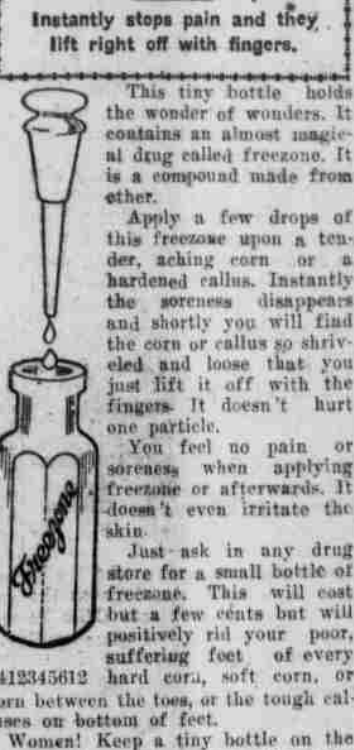 Instantly stops pain and they
lift right off with fingers.
This tiny bottle holds
the wonder of wonders. It
contains an almost magic-
al drug called freezone. It
is a compound made from
ether.
Apply a few drops of
this freezone upon a ten-
der, aching corn or a
hardened callus. Instantly
the soreness disappears
and shortly you will find
the corn or callus so shriv-
eled and loose that you
just lift it off with the
fingers. It doesn't hurt
one particle.
You feel no pain or
soreness when applying
freezone or afterwards. It
doesn't even irritate the
skin.
Just ask in any drug
store for a small bottle of
freezone. This will cost
but a few cents but will
positively rid your poor,
suffering feet of every
412345612 hard corn, soft corn, or
orn between the toes, or the tough cal-
uses on bottom of feet.
Women! Keep a tiny bottle on the
Freezone